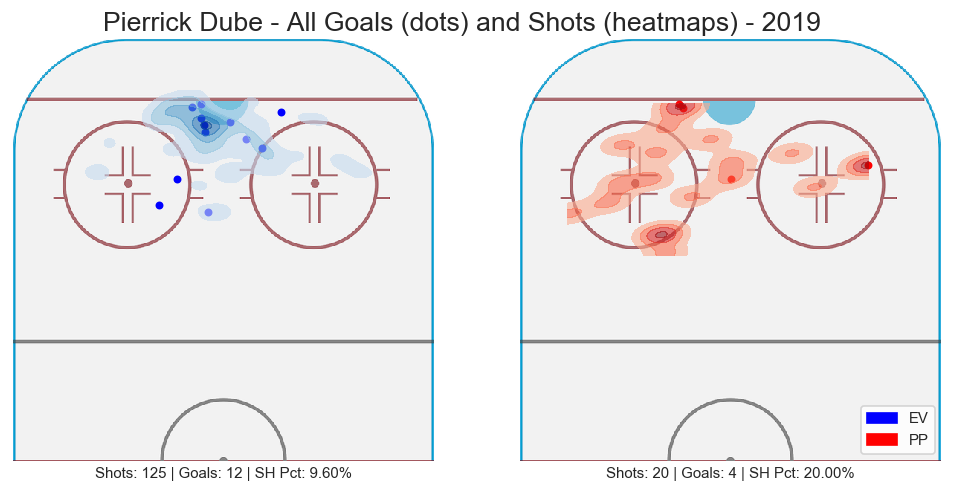 Pierrick Dube - All Goals (dots) and Shots (heatmaps) - 2019
EV
PP
Shots: 125 | Goals: 12 | SH Pct: 9.60%
Shots: 20 | Goals: 4 | SH Pct: 20.00%